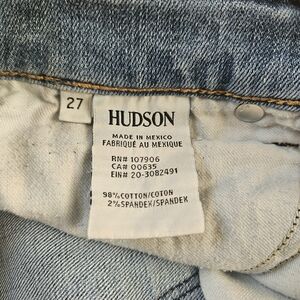 27
HUDSON
MADE IN MEXICO
FABRIQUÉ AU MEXIQUE
RN# 107906
CA# 00635
EIN# 20-3082491
98% COTTON/COTON
2% SPANDEX/SPANDEX